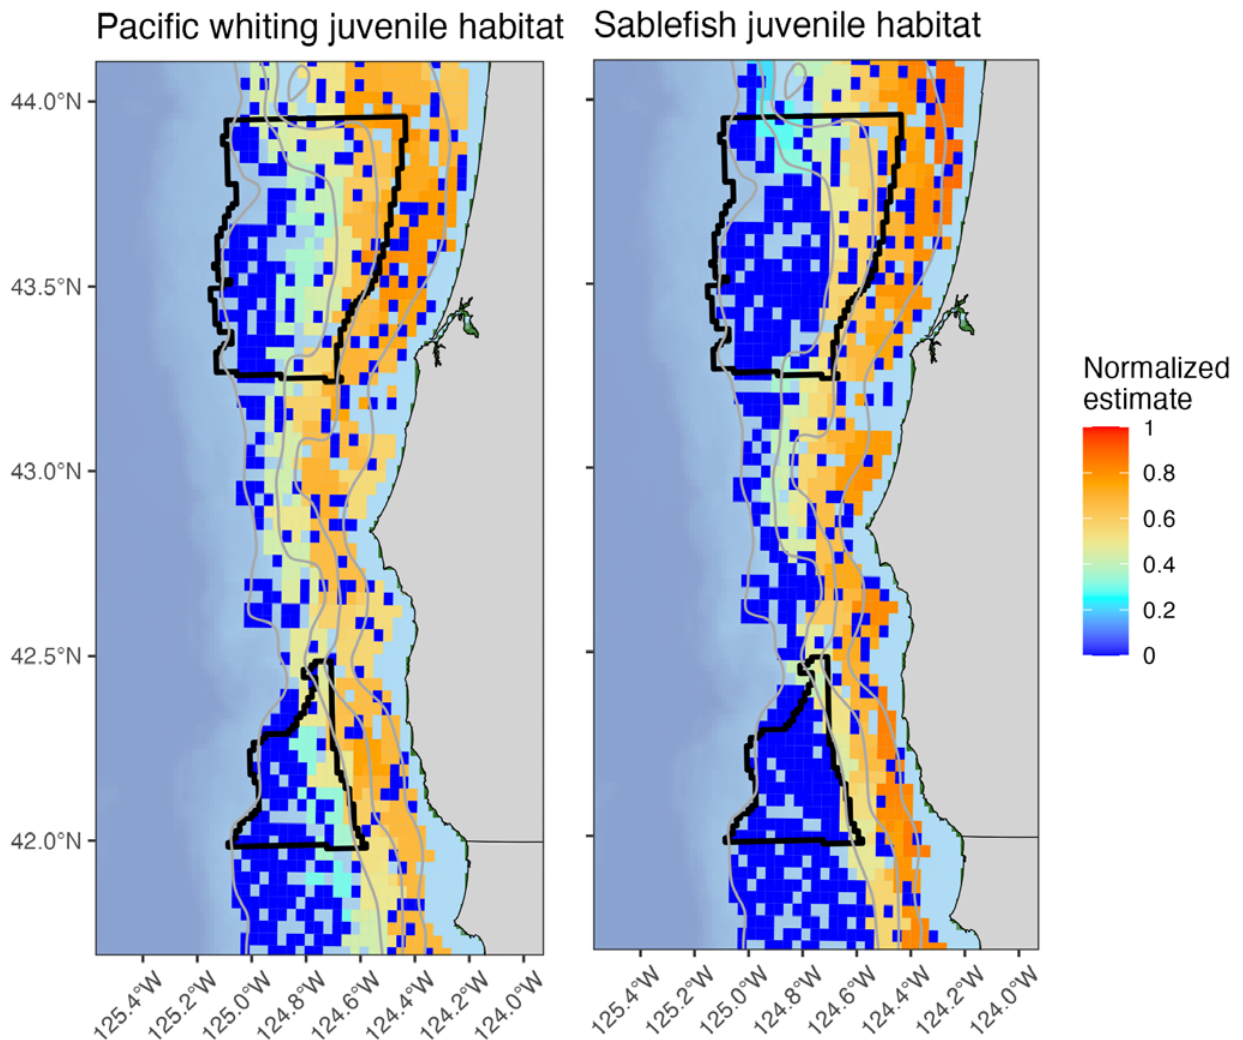 Pacific whiting juvenile habitat
Sablefish juvenile habitat
44.0°N
43.5°N
43.0°N
42.5°N
42.0°N
125.4°W
125.2°W
125.0°W
124.8°W
124.6°W
124.4°W
124.2°W
124.0°W
125.4°W
125.2°W
125.0°W
124.8°W
124.6°W
124.4°W
124.2°W
124.0°W
Normalized
estimate
1
0.8
0.6
0.4
0.2
0